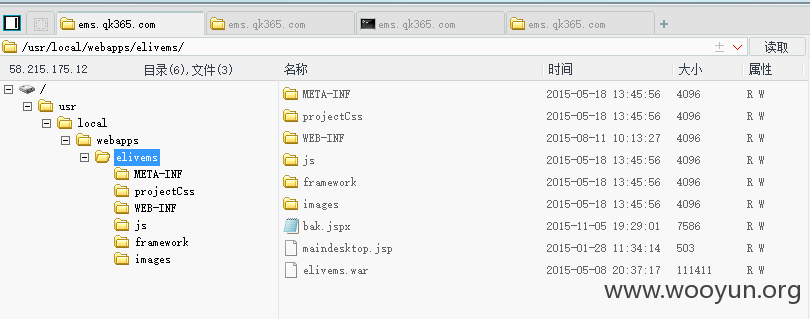 ems.qk365.com ems.qk365.com ems.qk365.com ems.qk365.com +
/usr/local/webapps/elivems/ 读取
58.215.175.12 目录(6),文件(3) 名称 时间 大小 属性
/
usr
local
webapps
elivems
META-INF
projectCss
WEB-INF
js
framework
images
META-INF 2015-05-18 13:45:56 4096 R W
projectCss 2015-05-18 13:45:56 4096 R W
WEB-INF 2015-08-11 10:13:27 4096 R W
js 2015-05-18 13:45:56 4096 R W
framework 2015-05-18 13:45:56 4096 R W
images 2015-05-18 13:45:56 4096 R W
bak.jspx 2015-11-05 19:29:01 7586 R W
maindesktop.jsp 2015-01-28 11:34:14 503 R W
elivems.war 2015-05-08 20:37:17 111411 R W
www.wooyun.org